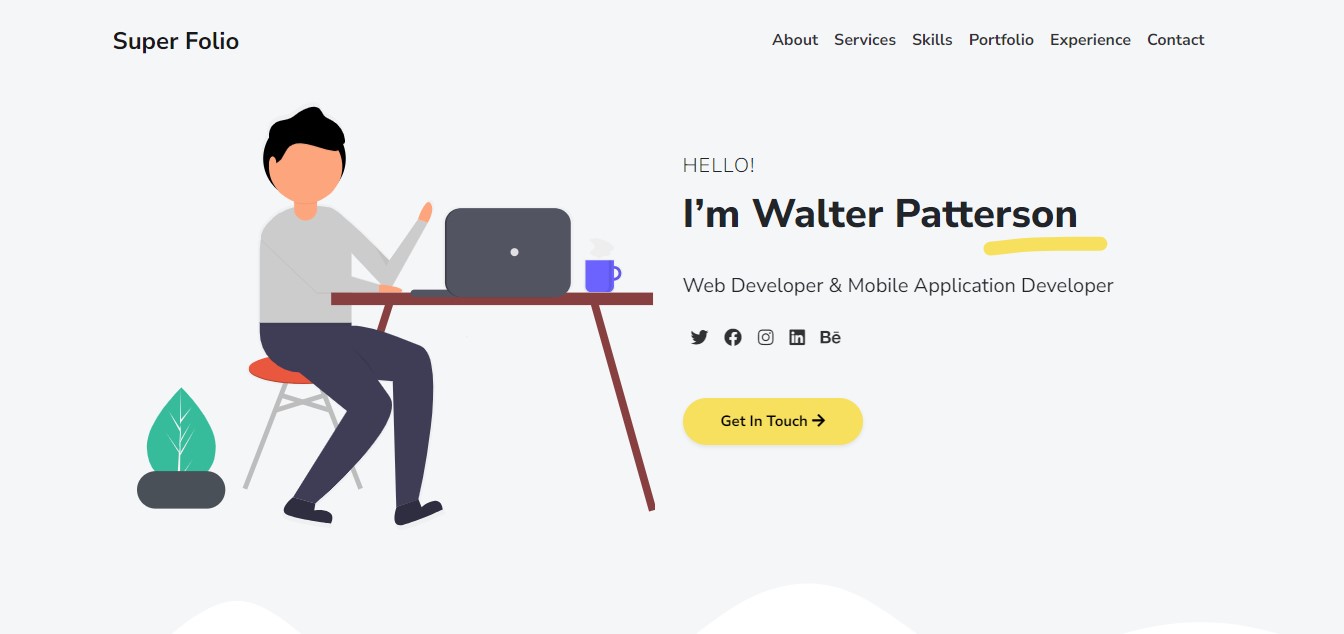 Super Folio
About Services Skills Portfolio Experience Contact
HELLO!
I’m Walter Patterson
Web Developer & Mobile Application Developer
Bē
Get In Touch